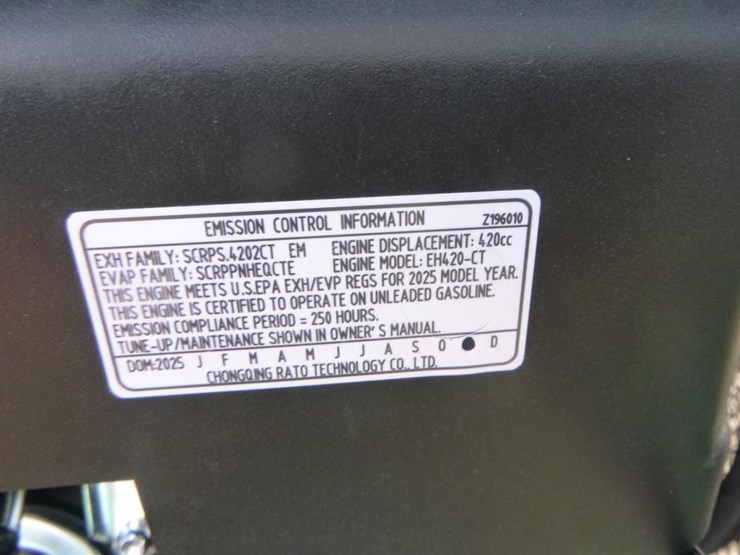 EMISSION CONTROL INFORMATION Z196010
EXH FAMILY: SCRPS.4202CT EM ENGINE DISPLACEMENT: 420cc
EVAP FAMILY: SCRPPNHEQCTE ENGINE MODEL: EH420-CT
THIS ENGINE MEETS U.S.EPA EXH/EVP REGS FOR 2025 MODEL YEAR.
THIS ENGINE IS CERTIFIED TO OPERATE ON UNLEADED GASOLINE.
EMISSION COMPLIANCE PERIOD = 250 HOURS.
TUNE-UP/MAINTENANCE SHOWN IN OWNER'S MANUAL.
DOM:2025 J F M A M J J A S O D
CHONGQING RATO TECHNOLOGY CO., LTD.